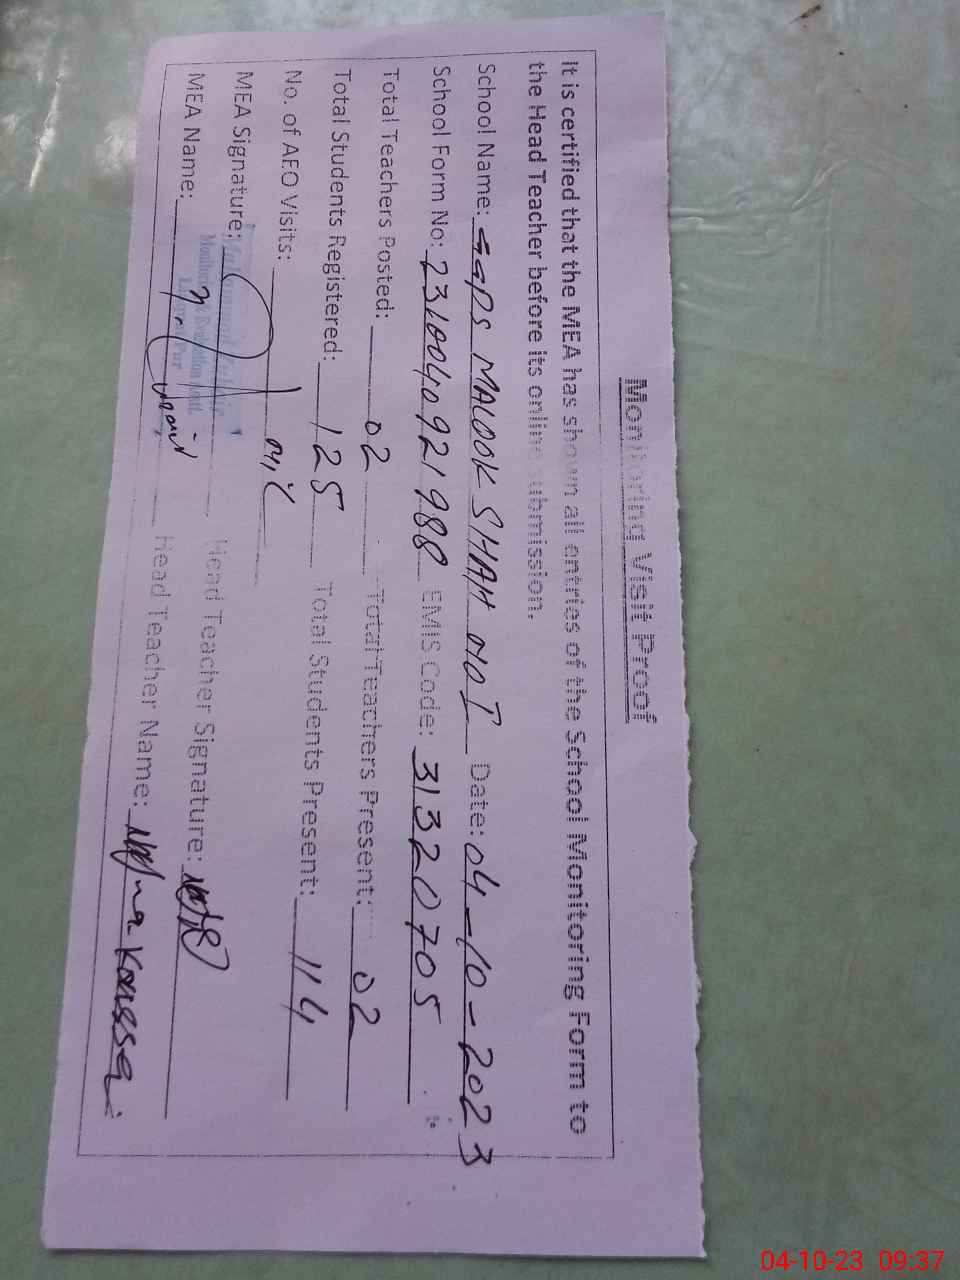 Monitoring Visit Proof
It is certified that the MEA has shown all entries of the School Monitoring Form to
the Head Teacher before its online submission.
School Name: GGPS MALOOK SHAH Date: 04-10-2023
School Form No: 2310040921988 EMIS Code: 31320705
Total Teachers Posted: 02 Total Teachers Present: 02
Total Students Registered: 125 Total Students Present: 114
No. of AEO Visits:
MEA Signature: Head Teacher Signature:
MEA Name: Head Teacher Name:
Monitoring & Evaluation Asst.
04-10-23 09:37